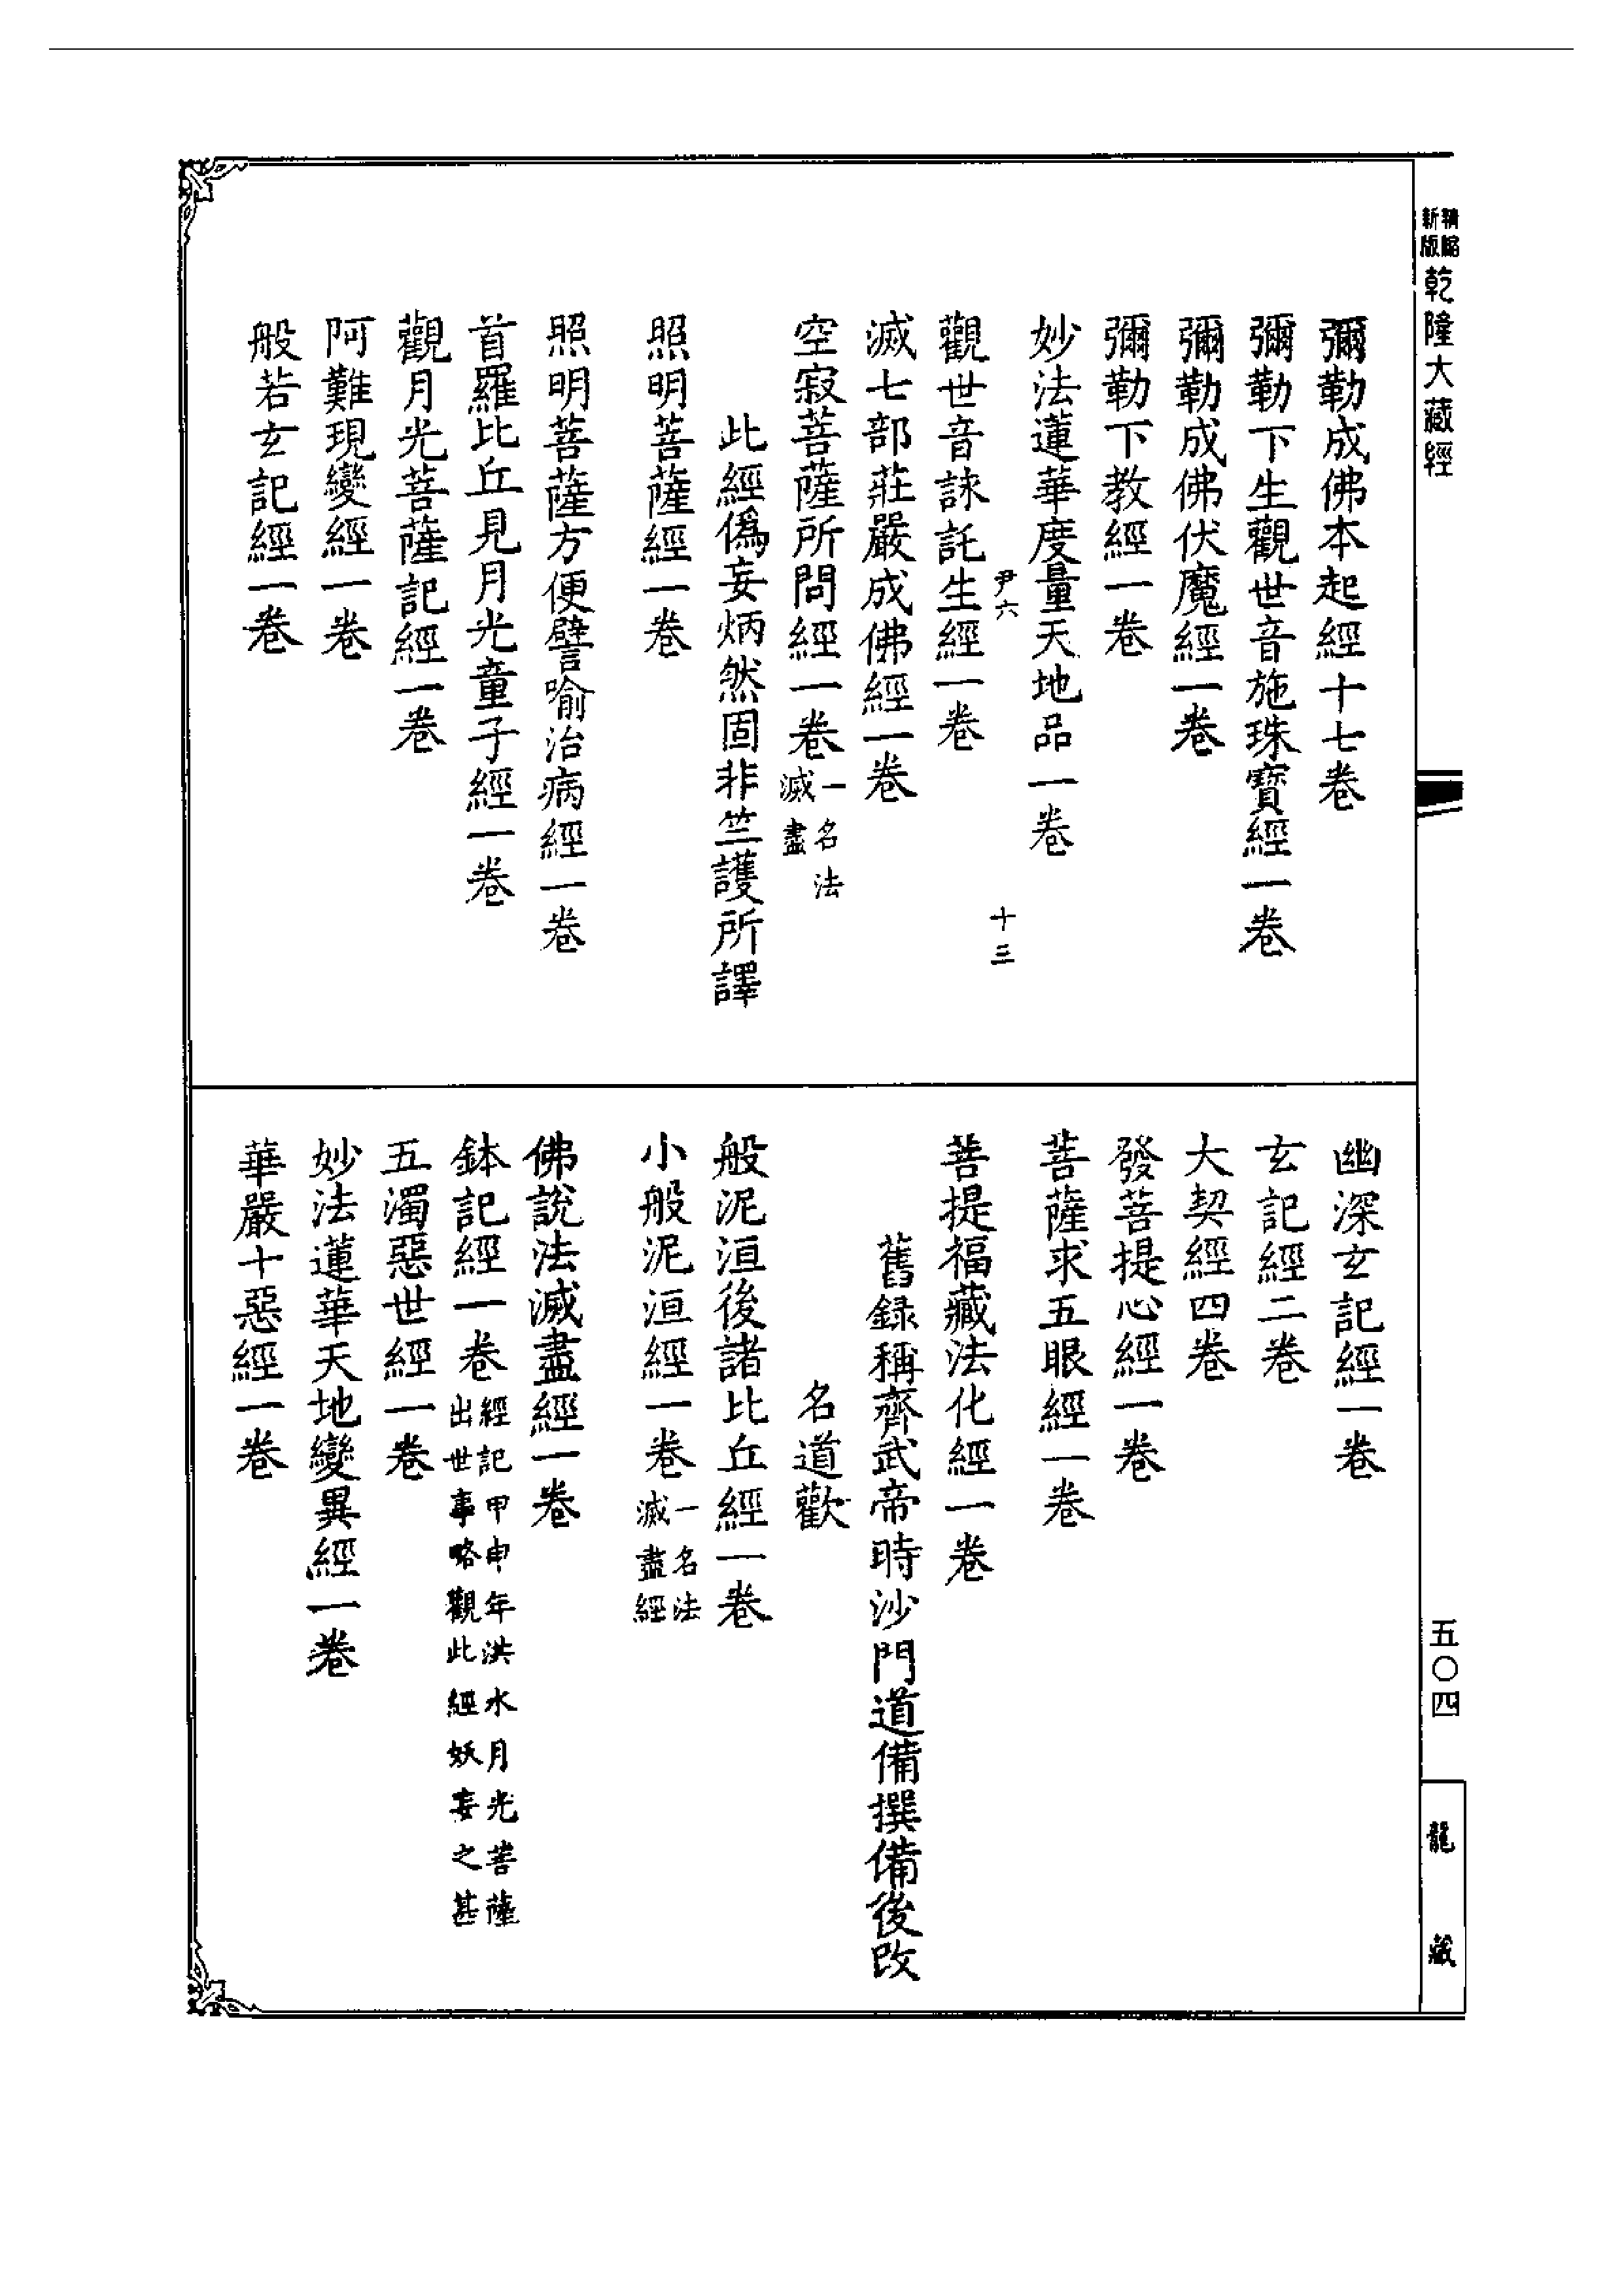 新版精縮
乾隆大藏經
彌勒成佛本起經十七卷
彌勒下生觀世音施珠寶經一卷
彌勒成佛伏魔經一卷
彌勒下教經一卷
妙法蓮華度量天地品一卷
尹六 十三
觀世音詠託生經一卷
滅七部莊嚴成佛經一卷
空寂菩薩所問經一卷一名法滅盡
此經偽妄炳然固非竺護所譯
照明菩薩經一卷
照明菩薩方便譬喻治病經一卷
首羅比丘見月光童子經一卷
觀月光菩薩記經一卷
阿難現變經一卷
般若玄記經一卷
幽深玄記經一卷
玄記經二卷
大契經四卷
發菩提心經一卷
菩薩求五眼經一卷
菩提福藏法化經一卷
舊録稱齊武帝時沙門道備撰備後改
名道歡
般泥洹後諸比丘經一卷
小般泥洹經一卷一名法滅盡經
佛說法滅盡經一卷
鉢記經一卷經記甲申年洪水月光菩薩出世事略觀此經妖妄之甚
五濁惡世經一卷
妙法蓮華天地變異經一卷
華嚴十惡經一卷
五〇四
龍藏